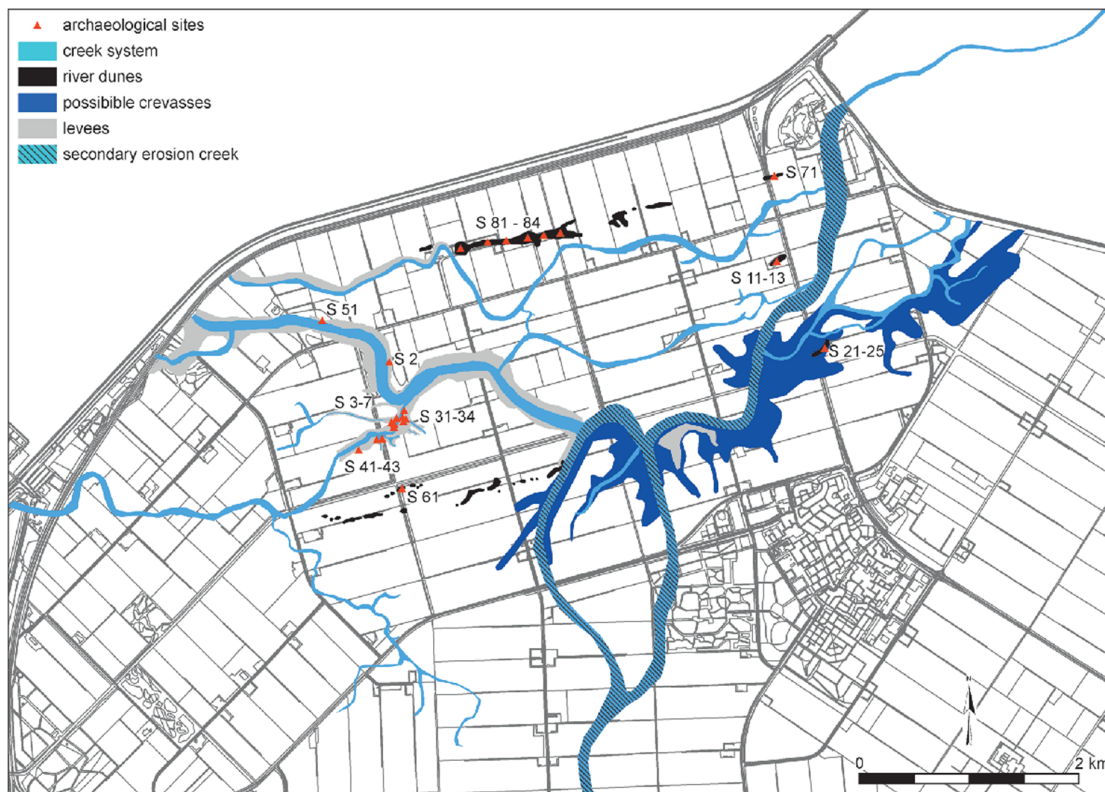 archaeological sites
creek system
river dunes
possibible crevasses
levees
secondary erosion creek
S 71
S 81 - 84
S 11-13
S 51
S 21-25
S 2
S 3-7
S 31-34
S 41-43
S 61
N
0
2 km